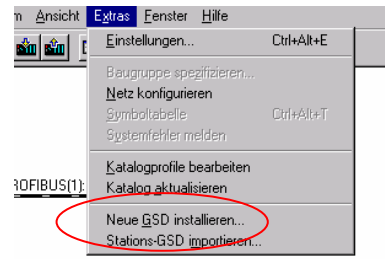 m Ansicht Extras Fenster Hilfe
Einstellungen... Ctrl+Alt+E
Baugruppe spezifizieren...
Netz konfigurieren
Symboltabelle Ctrl+Alt+T
Systemfehler melden
Katalogprofile bearbeiten
ROFIBUS(1): Katalog aktualisieren
Neue GSD installieren...
Stations-GSD importieren...